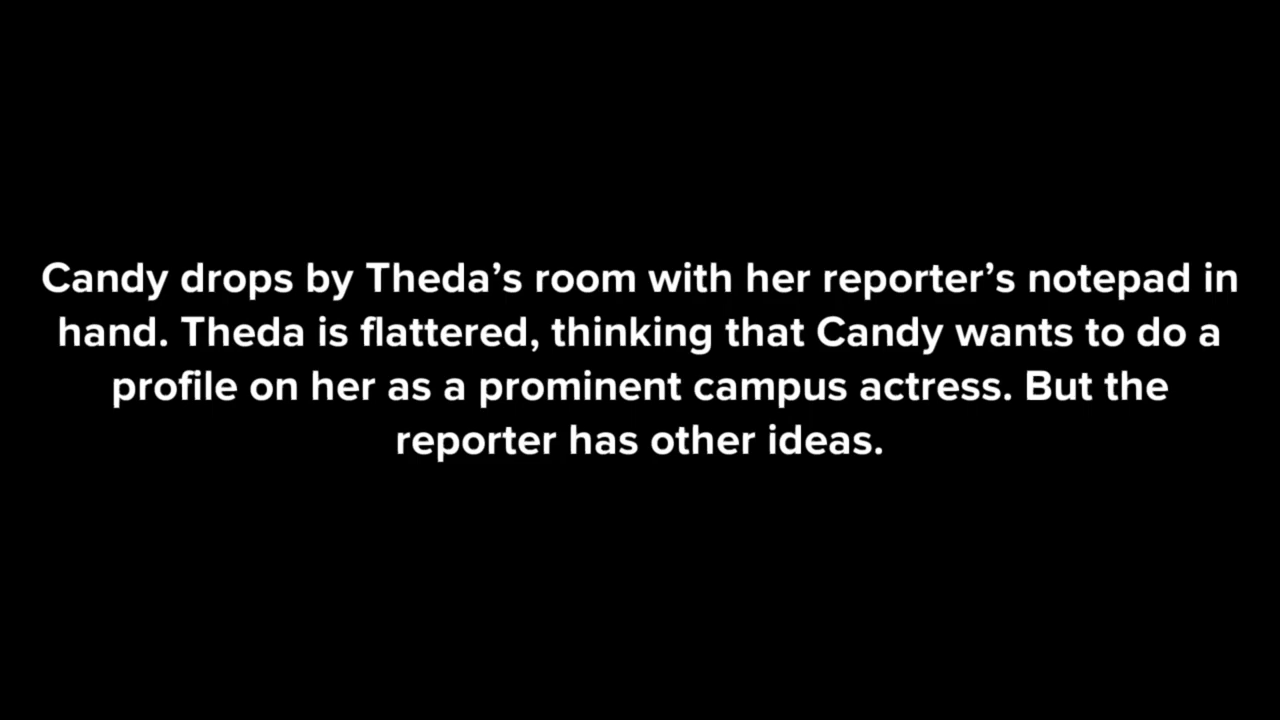 Candy drops by Theda’s room with her reporter’s notepad in
hand. Theda is flattered, thinking that Candy wants to do a
profile on her as a prominent campus actress. But the
reporter has other ideas.